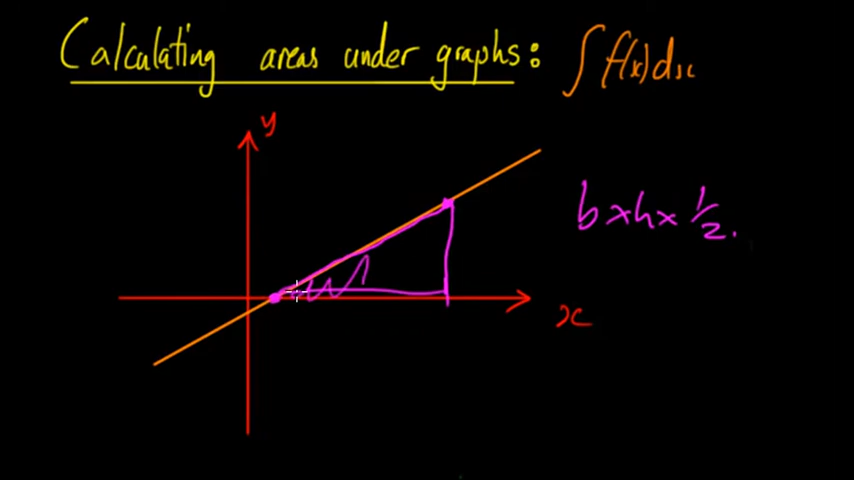 Calculating areas under graphs: ∫f(x)dx
y
b×h×½.
x